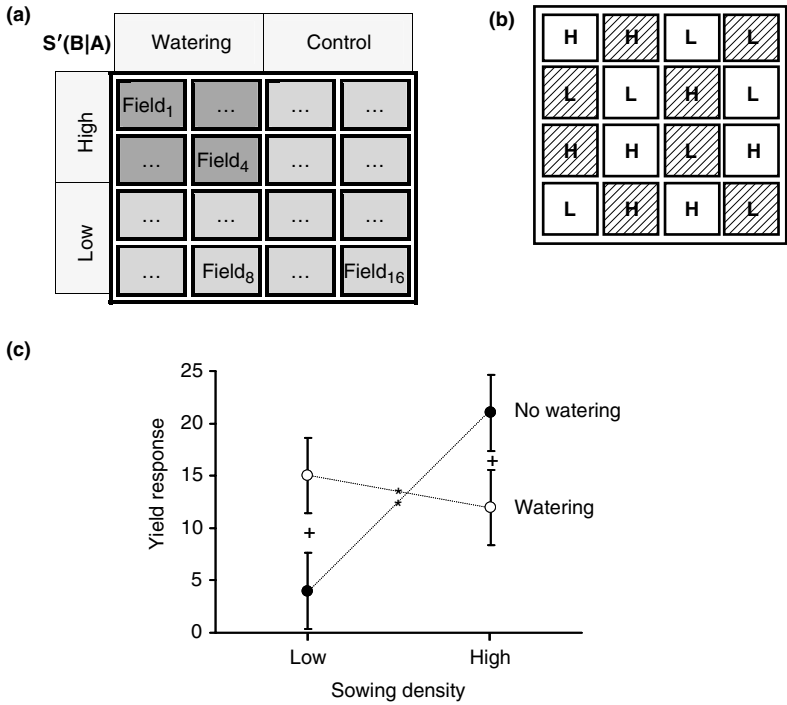 (a)
S′(B|A) Watering Control
High
Field1 … … …
… Field4 … …
Low
… … … …
… Field8 … Field16
(b)
H H L L
L L H L
H H L H
L H H L
(c)
Yield response
25
20
15
10
5
0
No watering
Watering
+
+
*
*
Low High
Sowing density